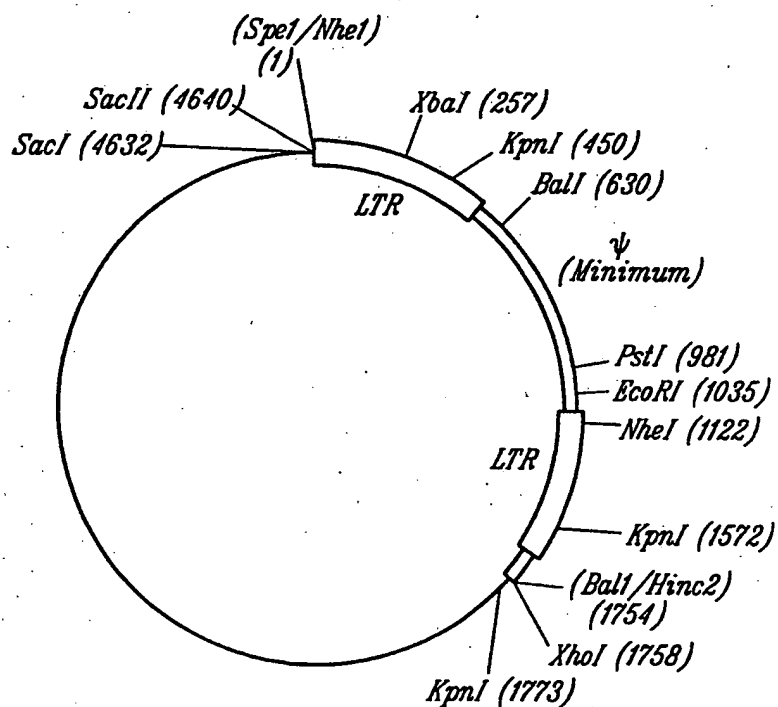 (Spe1/Nhe1)
(1)
SacII (4640)
SacI (4632)
XbaI (257)
KpnI (450)
BalI (630)
LTR
ψ
(Minimum)
PstI (981)
EcoRI (1035)
NheI (1122)
LTR
KpnI (1572)
(Bal1/Hinc2)
(1754)
XhoI (1758)
KpnI (1773)